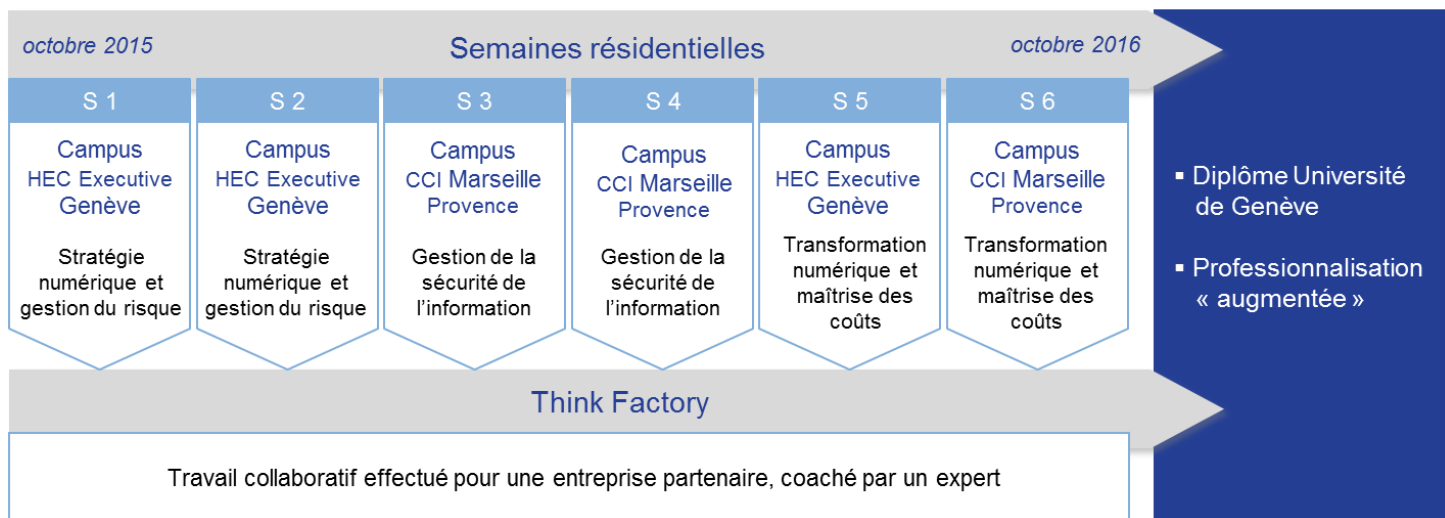 octobre 2015
Semaines résidentielles
octobre 2016
S 1
Campus
HEC Executive
Genève
Stratégie
numérique et
gestion du risque
S 2
Campus
HEC Executive
Genève
Stratégie
numérique et
gestion du risque
S 3
Campus
CCI Marseille
Provence
Gestion de la
sécurité de
l’information
S 4
Campus
CCI Marseille
Provence
Gestion de la
sécurité de
l’information
S 5
Campus
HEC Executive
Genève
Transformation
numérique et
maîtrise des
coûts
S 6
Campus
CCI Marseille
Provence
Transformation
numérique et
maîtrise des
coûts
▪ Diplôme Université
de Genève
▪ Professionnalisation
« augmentée »
Think Factory
Travail collaboratif effectué pour une entreprise partenaire, coaché par un expert